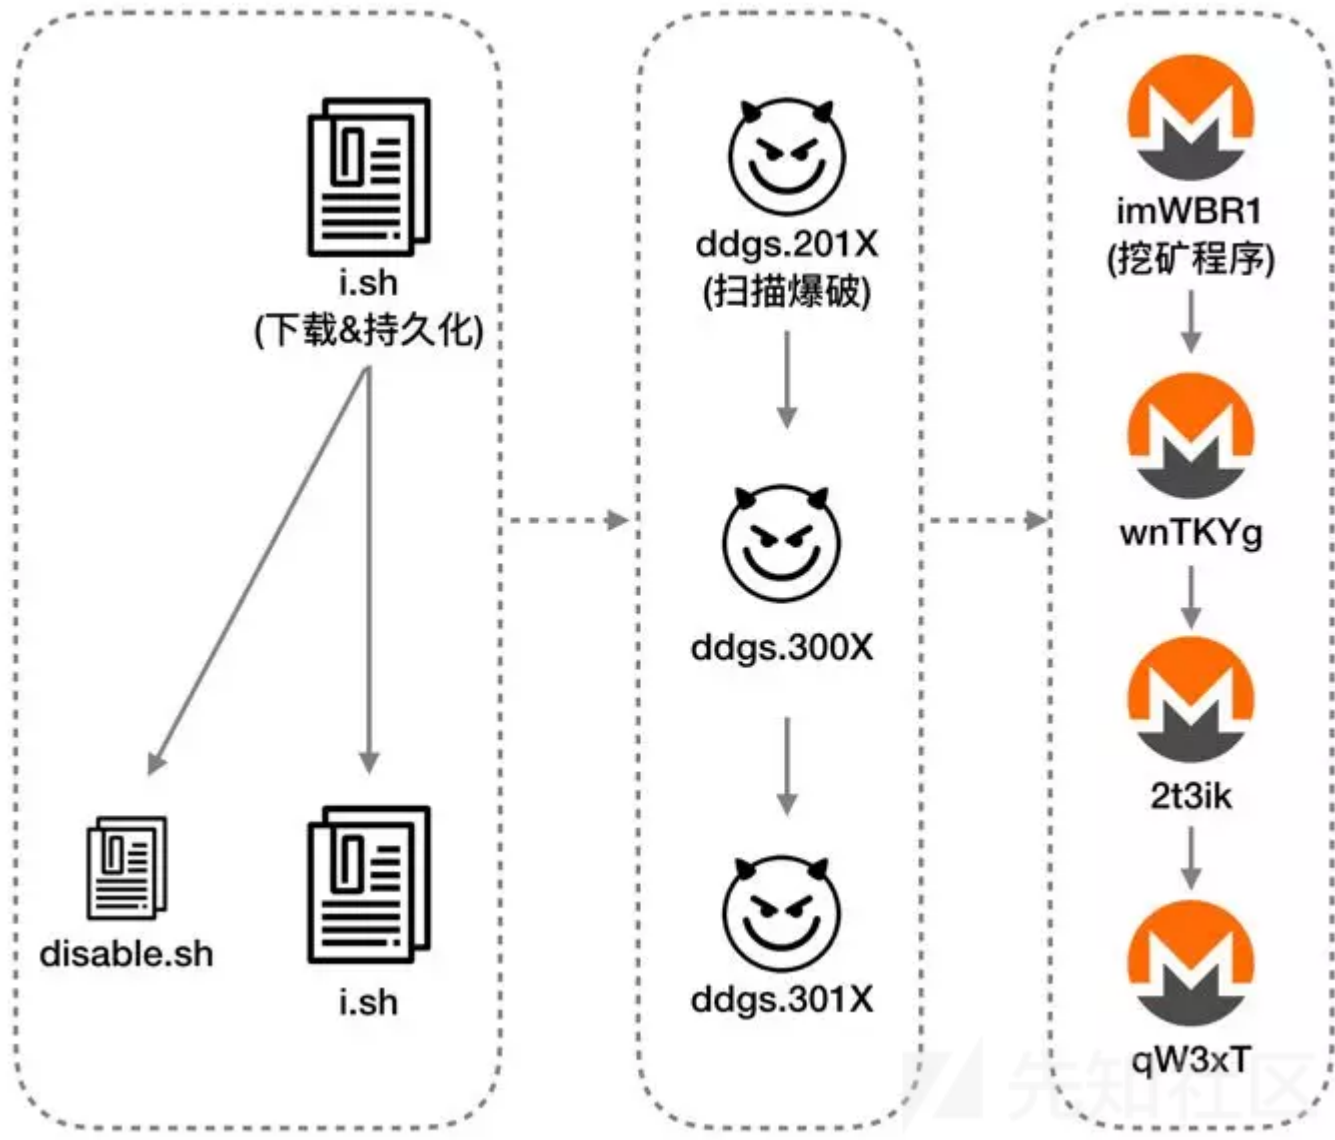 i.sh
(下载&持久化)
disable.sh
i.sh
ddgs.201X
(扫描爆破)
ddgs.300X
ddgs.301X
imWBR1
(挖矿程序)
wnTKYg
2t3ik
qW3xT
先知社区